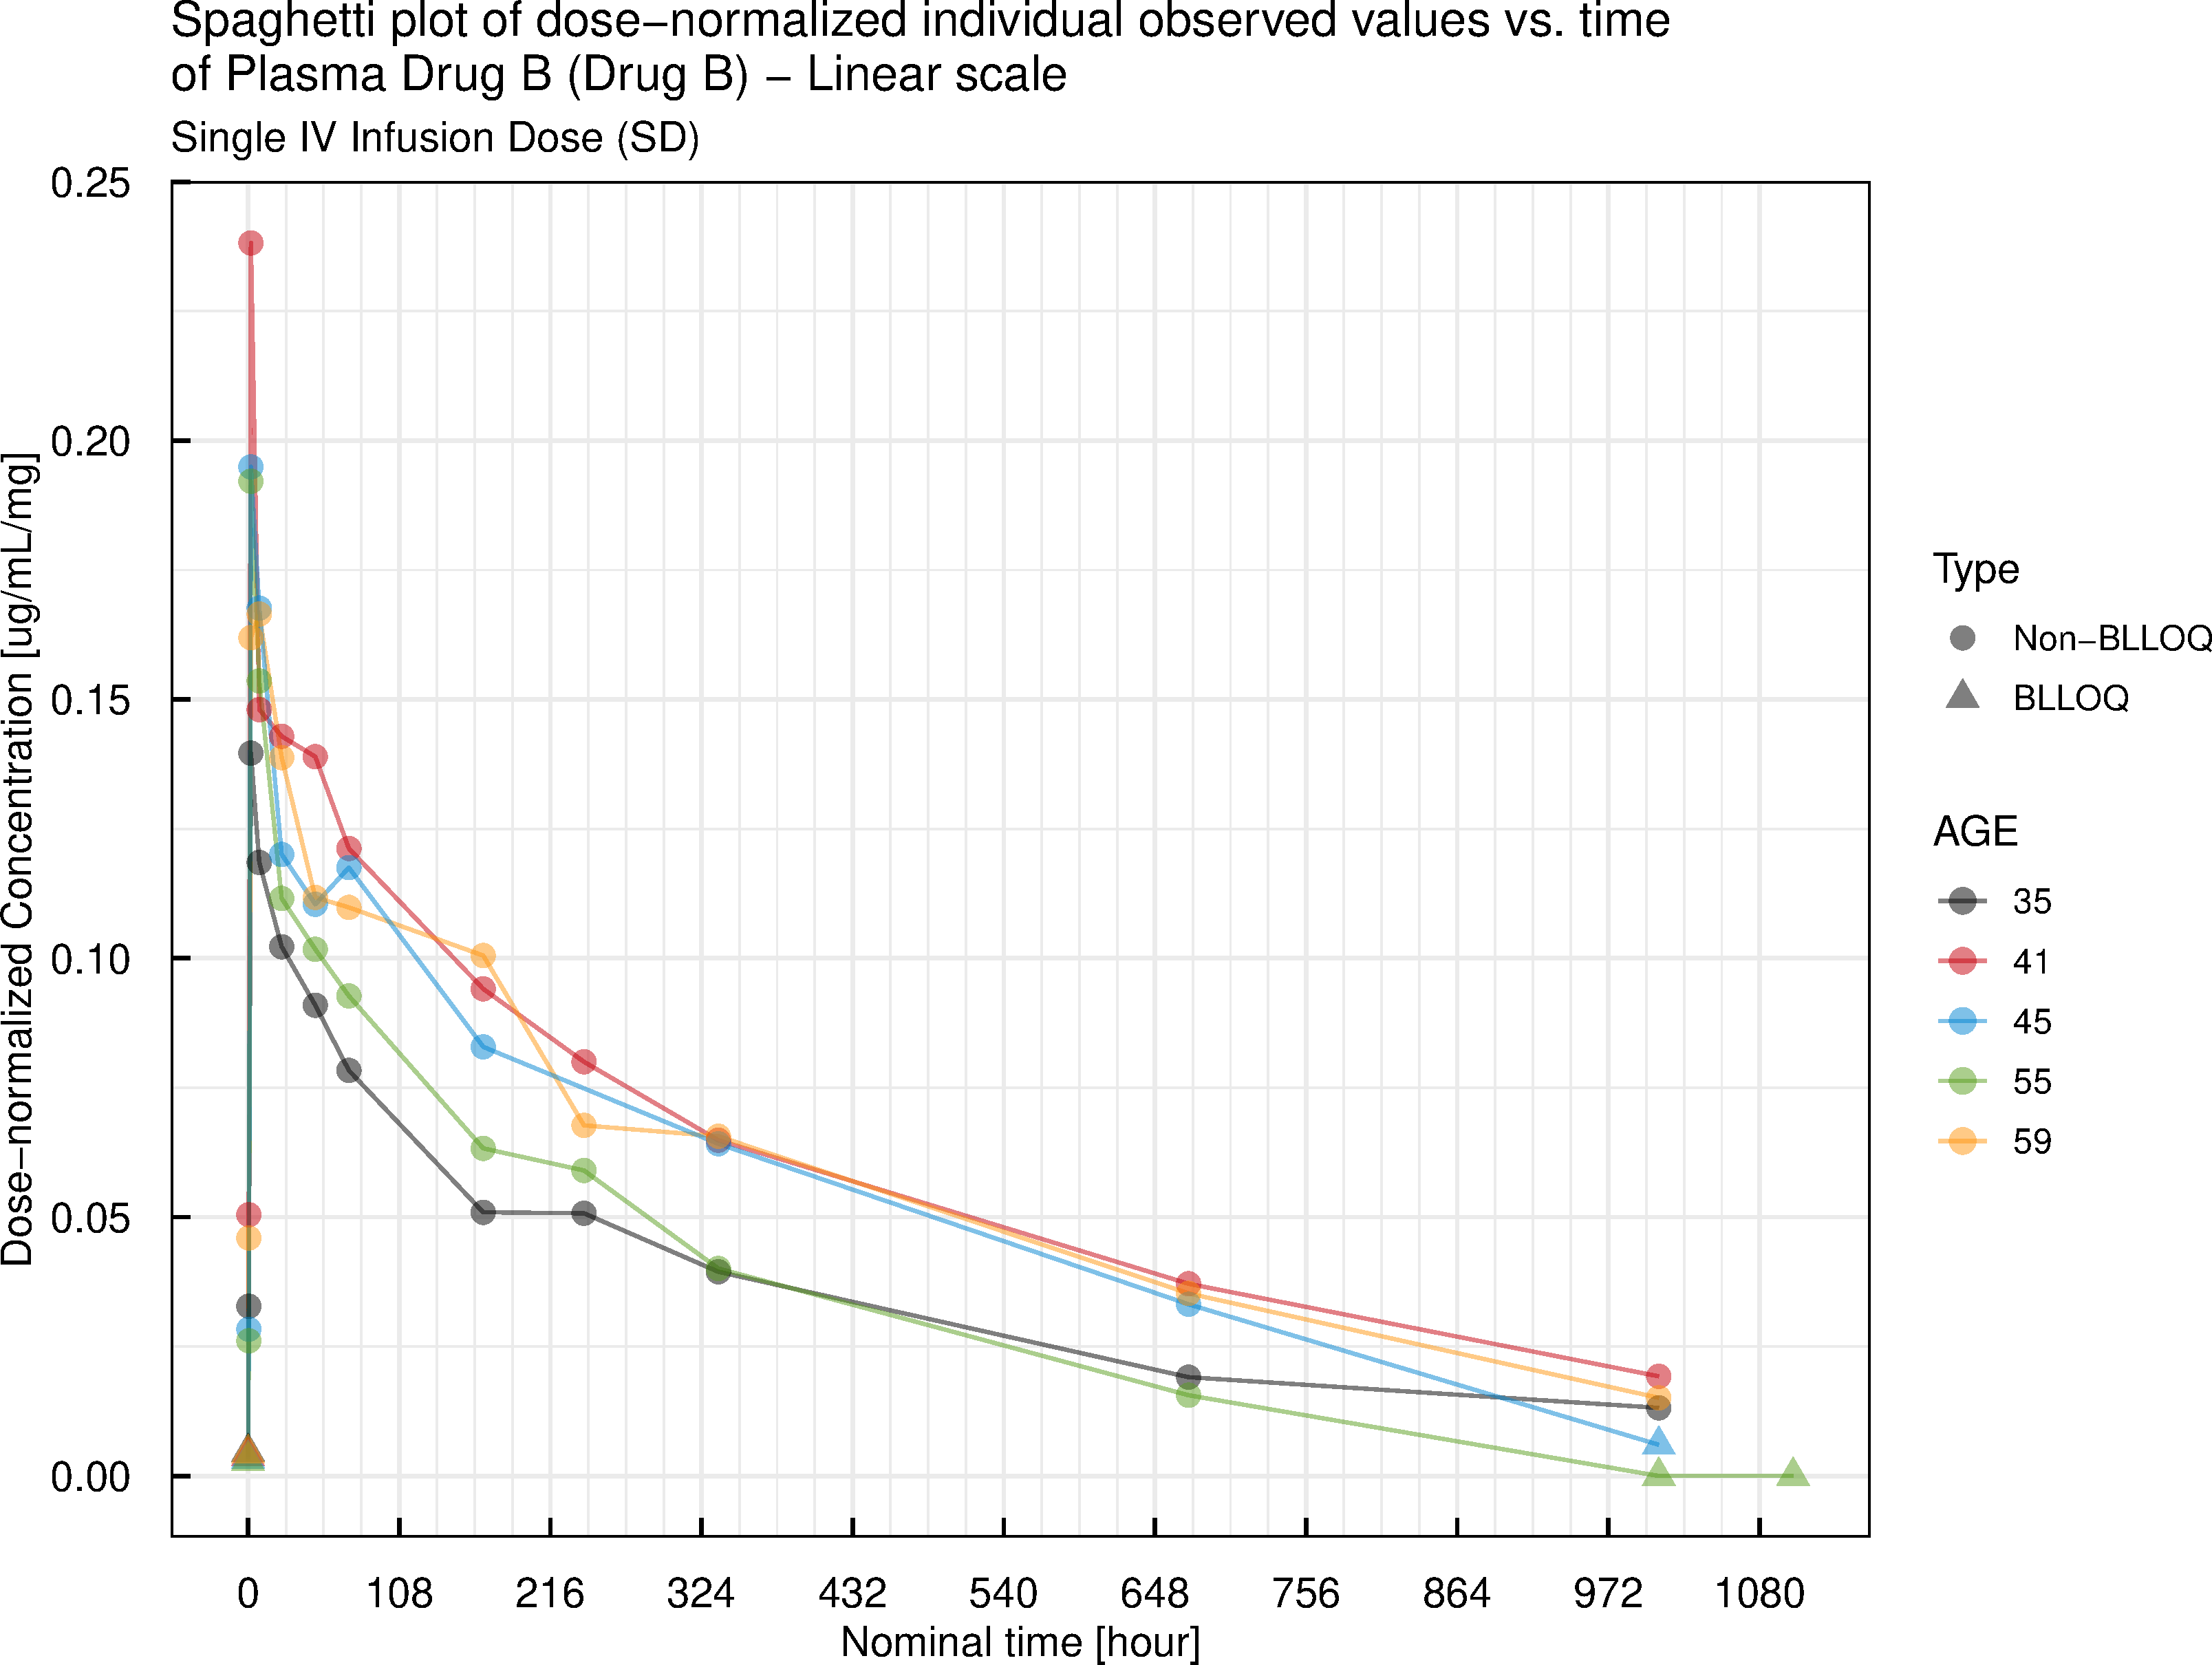 Spaghetti plot of dose−normalized individual observed values vs. time
of Plasma Drug B (Drug B) − Linear scale
Single IV Infusion Dose (SD)
0.25
0.20
0.15
0.10
0.05
0.00
Dose−normalized Concentration [ug/mL/mg]
0 108 216 324 432 540 648 756 864 972 1080
Nominal time [hour]
Type
Non−BLLOQ
BLLOQ
AGE
35
41
45
55
59